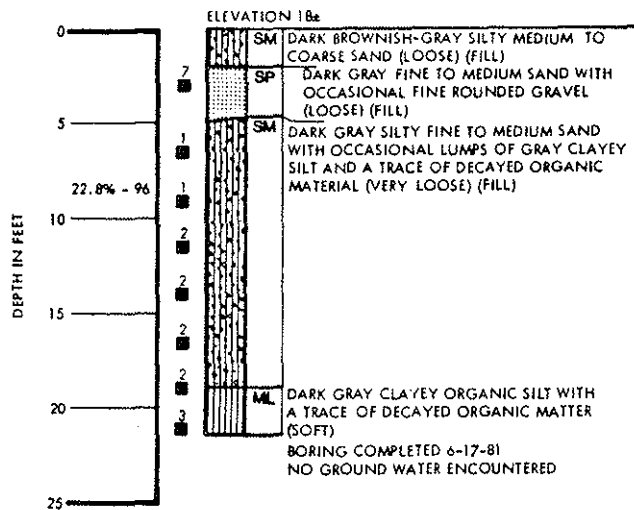 ELEVATION 18±
0
SM DARK BROWNISH-GRAY SILTY MEDIUM TO
COARSE SAND (LOOSE) (FILL)
7
SP DARK GRAY FINE TO MEDIUM SAND WITH
OCCASIONAL FINE ROUNDED GRAVEL
(LOOSE) (FILL)
5
SM DARK GRAY SILTY FINE TO MEDIUM SAND
WITH OCCASIONAL LUMPS OF GRAY CLAYEY
SILT AND A TRACE OF DECAYED ORGANIC
MATERIAL (VERY LOOSE) (FILL)
1
22.8% - 96
1
10
2
2
15
2
2
DEPTH IN FEET
ML DARK GRAY CLAYEY ORGANIC SILT WITH
A TRACE OF DECAYED ORGANIC MATTER
(SOFT)
20
3
BORING COMPLETED 6-17-81
NO GROUND WATER ENCOUNTERED
25